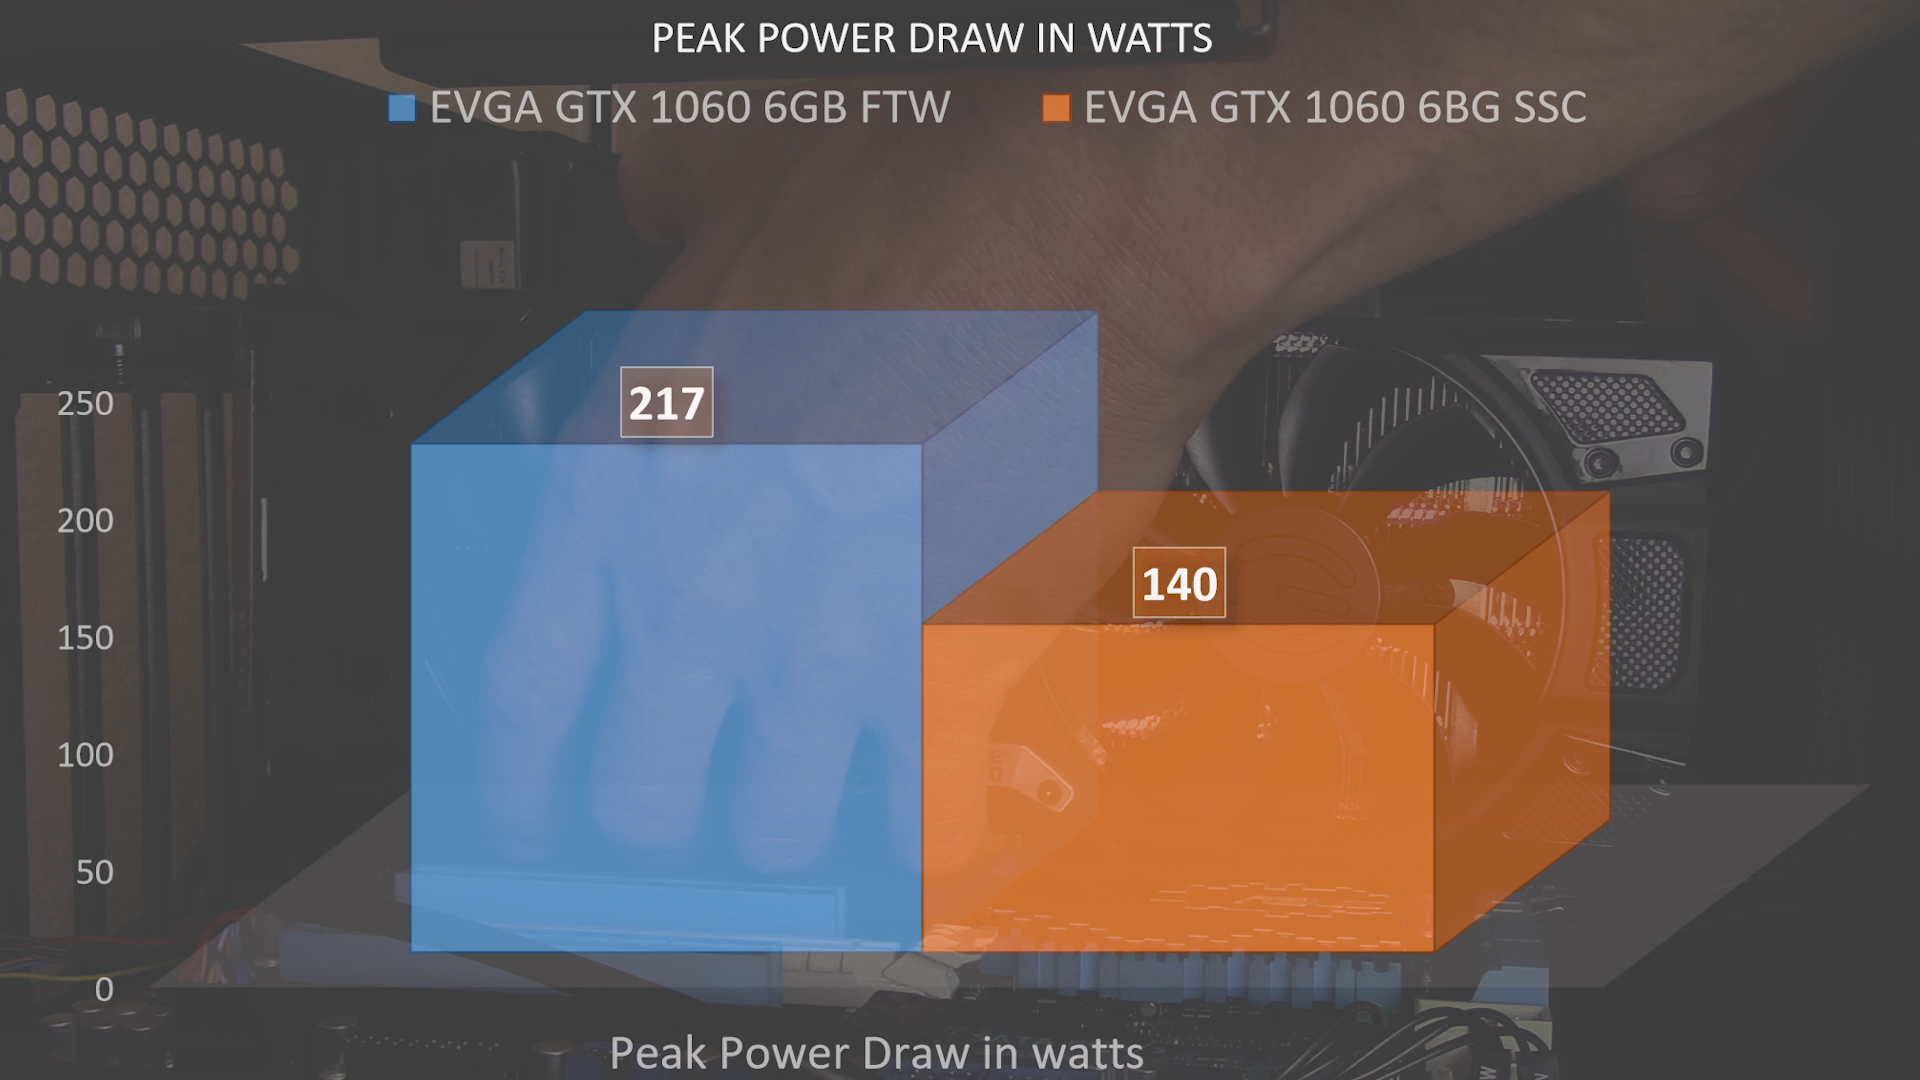 PEAK POWER DRAW IN WATTS
EVGA GTX 1060 6GB FTW
EVGA GTX 1060 6BG SSC
217
250
200
140
150
100
50
0
Peak Power Draw in watts